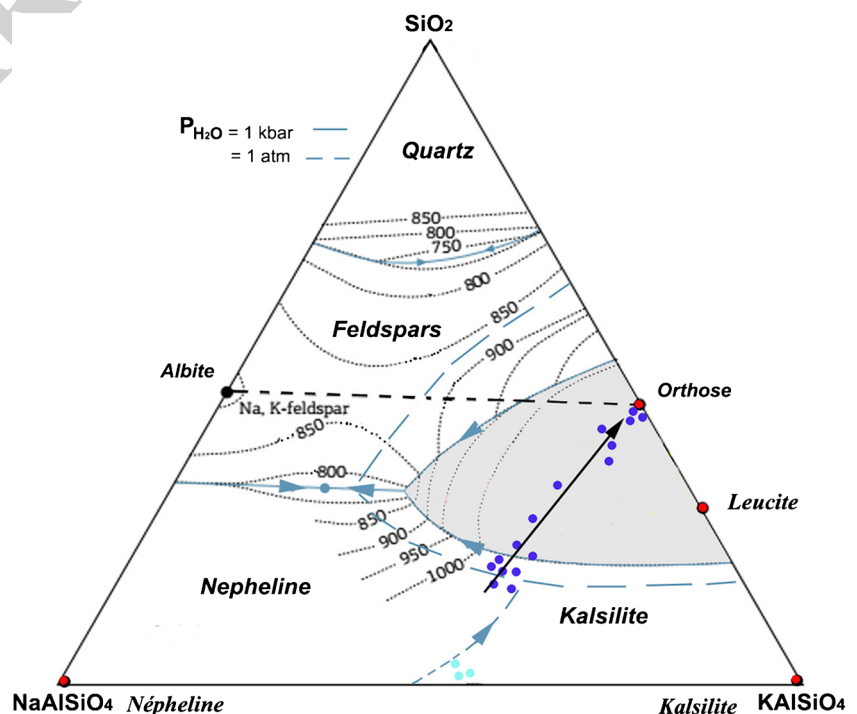 SiO2
PH2O = 1 kbar
= 1 atm
Quartz
850
800
750
800
850
Feldspars
900
Albite
Orthose
Na, K-feldspar
850
800
Leucite
850
900
950
1000
Nepheline
Kalsilite
NaAlSiO4 Népheline
Kalsilite KAlSiO4